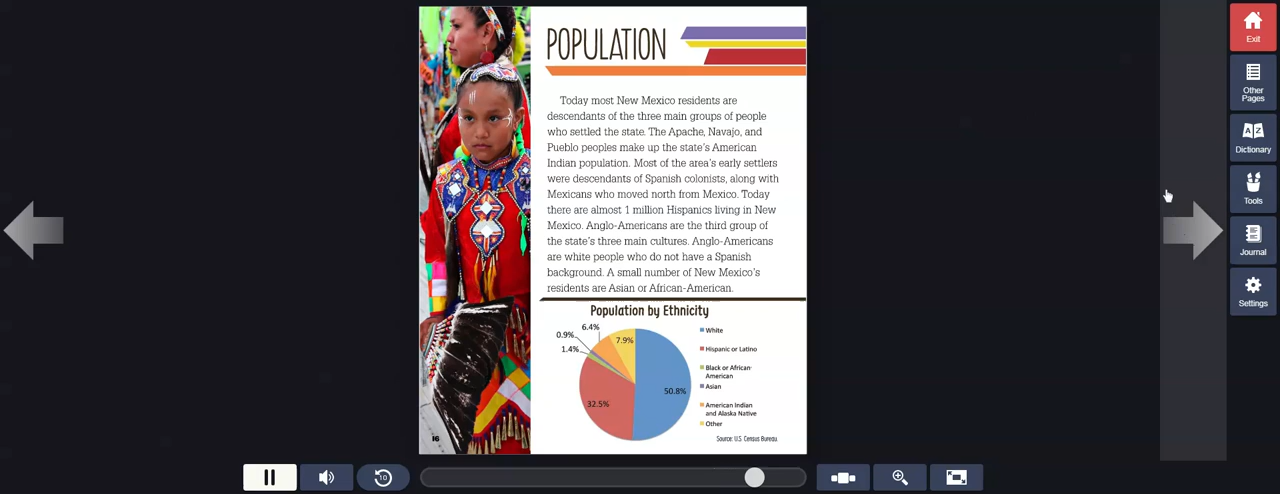 POPULATION
Today most New Mexico residents are
descendants of the three main groups of people
who settled the state. The Apache, Navajo, and
Pueblo peoples make up the state's American
Indian population. Most of the area's early settlers
were descendants of Spanish colonists, along with
Mexicans who moved north from Mexico. Today
there are almost 1 million Hispanics living in New
Mexico. Anglo-Americans are the third group of
the state's three main cultures. Anglo-Americans
are white people who do not have a Spanish
background. A small number of New Mexico's
residents are Asian or African-American.
Population by Ethnicity
6.4%
0.9%
7.9%
1.4%
50.8%
32.5%
White
Hispanic or Latino
Black or African-
American
Asian
American Indian
and Alaska Native
Other
Source: U.S. Census Bureau.
16
Exit
Other
Pages
A Z
Dictionary
Tools
Journal
Settings
10